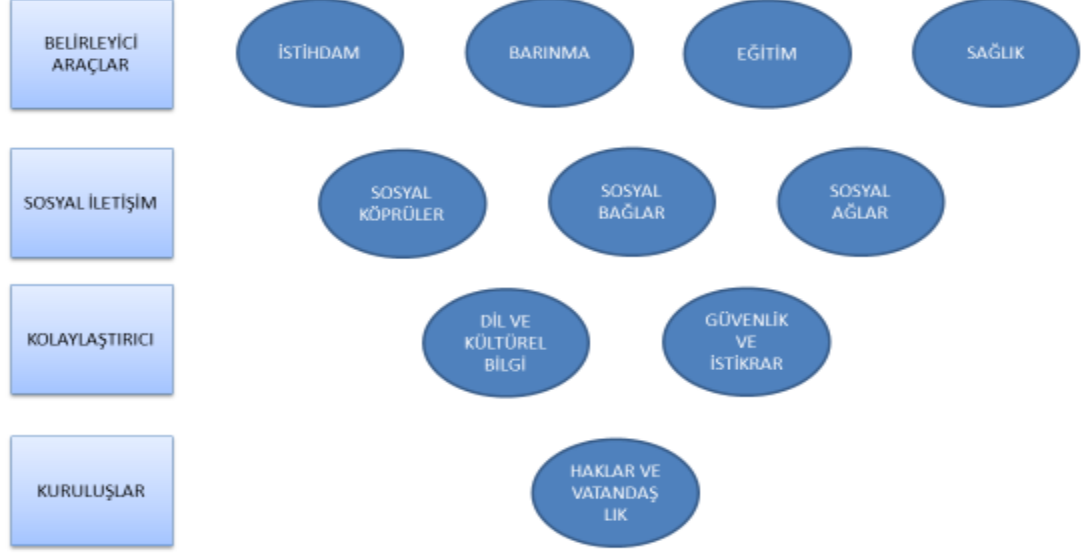 BELİRLEYİCİ
ARAÇLAR
İSTİHDAM
BARINMA
EĞİTİM
SAĞLIK
SOSYAL İLETİŞİM
SOSYAL
KÖPRÜLER
SOSYAL
BAĞLAR
SOSYAL
AĞLAR
KOLAYLAŞTIRICI
DİL VE
KÜLTÜREL
BİLGİ
GÜVENLİK
VE
İSTİKRAR
KURULUŞLAR
HAKLAR VE
VATANDAŞ
LIK